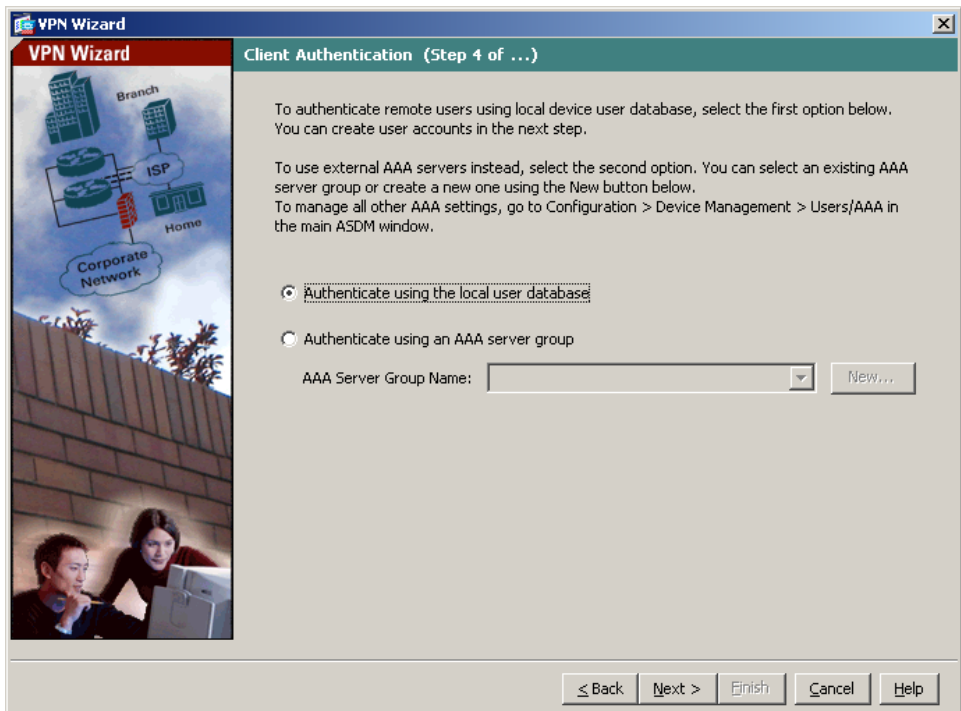 VPN Wizard
VPN Wizard
Client Authentication (Step 4 of ...)
Branch
ISP
Home
Corporate
Network
To authenticate remote users using local device user database, select the first option below.
You can create user accounts in the next step.
To use external AAA servers instead, select the second option. You can select an existing AAA
server group or create a new one using the New button below.
To manage all other AAA settings, go to Configuration > Device Management > Users/AAA in
the main ASDM window.
Authenticate using the local user database
Authenticate using an AAA server group
AAA Server Group Name:
New...
< Back
Next >
Finish
Cancel
Help